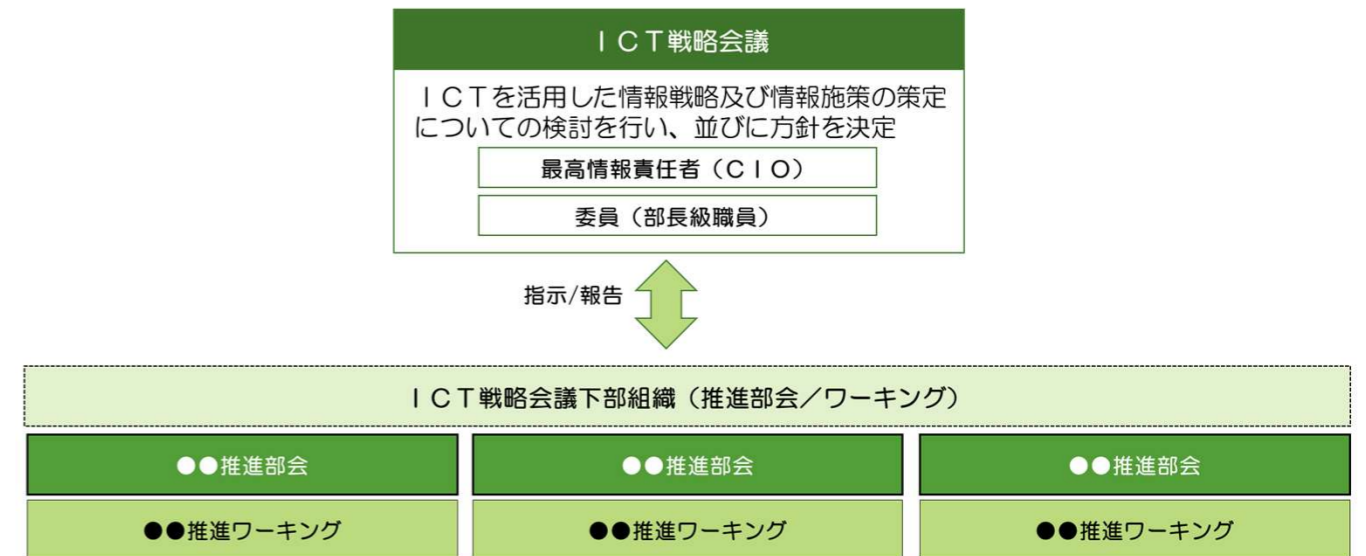 ＩＣＴ戦略会議
ＩＣＴを活用した情報戦略及び情報施策の策定
についての検討を行い、並びに方針を決定
最高情報責任者（ＣＩＯ）
委員（部長級職員）
指示/報告
ＩＣＴ戦略会議下部組織（推進部会／ワーキング）
●●推進部会
●●推進部会
●●推進部会
●●推進ワーキング
●●推進ワーキング
●●推進ワーキング